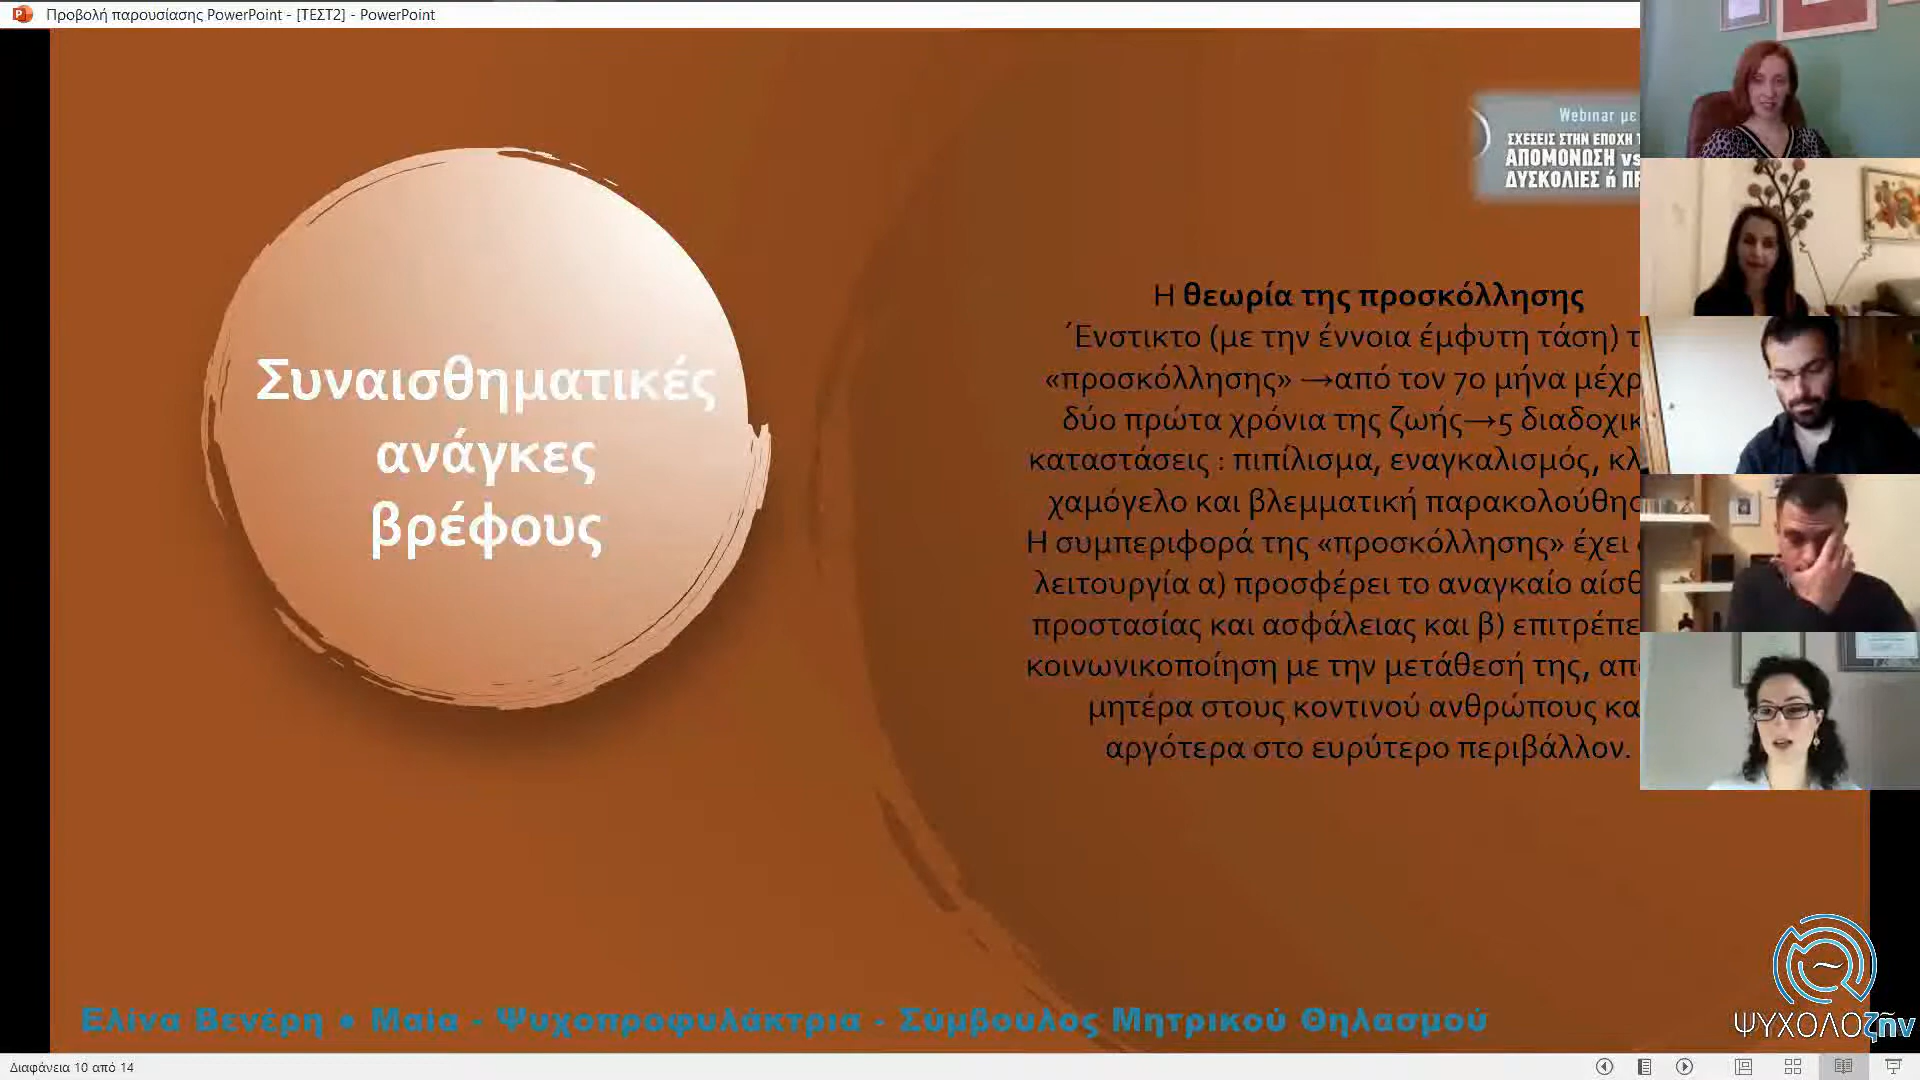 Προβολή παρουσίασης PowerPoint - [ΤΕΣΤ2] - PowerPoint
Webinar με
ΣΧΕΣΕΙΣ ΣΤΗΝ ΕΠΟΧΗ
ΑΠΟΜΟΝΩΣΗ vs
ΔΥΣΚΟΛΙΕΣ ή
Συναισθηματικές
ανάγκες
βρέφους
Η θεωρία της προσκόλλησης
Ένστικτο (με την έννοια έμφυτη τάση)
«προσκόλλησης» →από τον 7ο μήνα
δύο πρώτα χρόνια της ζωής→5
καταστάσεις : πιπίλισμα, εναγκαλισμός,
χαμόγελο και βλεμματική
Η συμπεριφορά της «προσκόλλησης» έχει
λειτουργία α) προσφέρει το αναγκαίο
προστασίας και ασφάλειας και β)
κοινωνικοποίηση με την μετάθεσή της,
μητέρα στους κοντινού ανθρώπους
αργότερα στο ευρύτερο περιβάλλον.
Ελίνα Βενέρη • Μαία - Ψυχοπροφυλάκτρια - Σύμβουλος Μητρικού Θηλασμού
ΨΥΧΟΛΟζῆν
Διαφάνεια 10 από 14